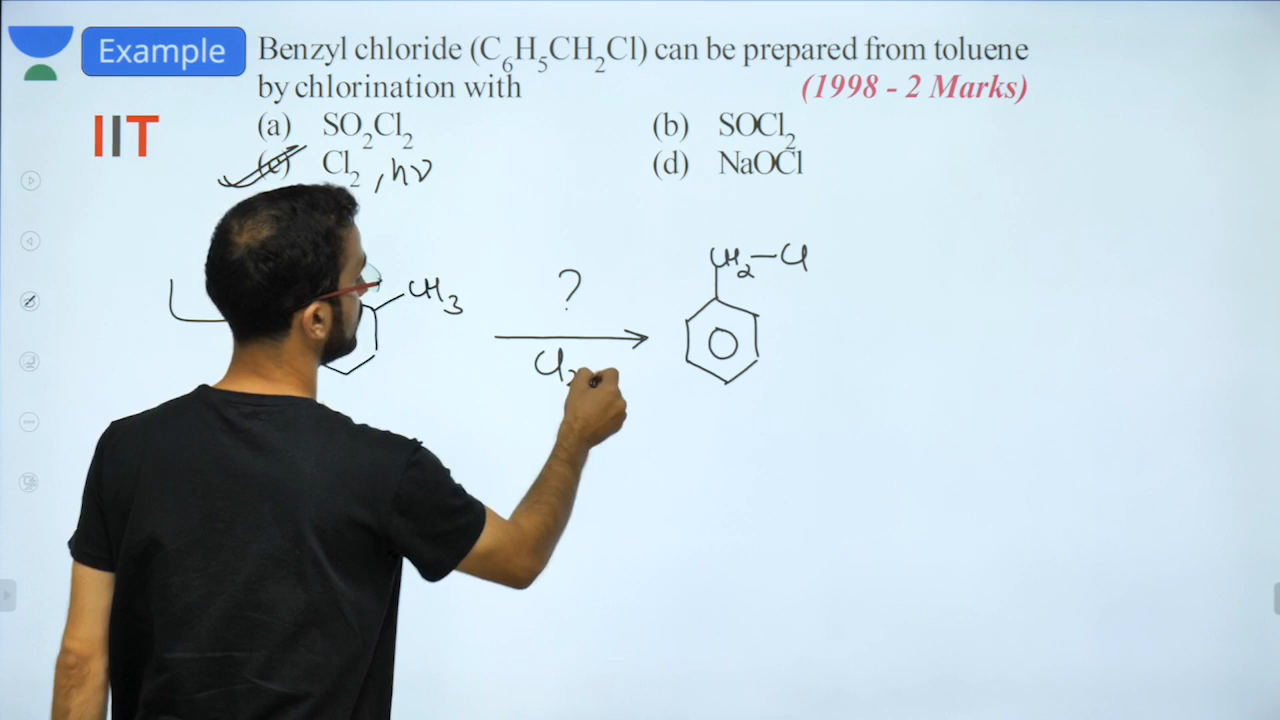 Example Benzyl chloride (C₆H₅CH₂Cl) can be prepared from toluene
by chlorination with (1998 - 2 Marks)
IIT
(a) SO₂Cl₂ (b) SOCl₂
(c) Cl₂, hν (d) NaOCl
CH₃ ? CH₂–Cl
Cl₂